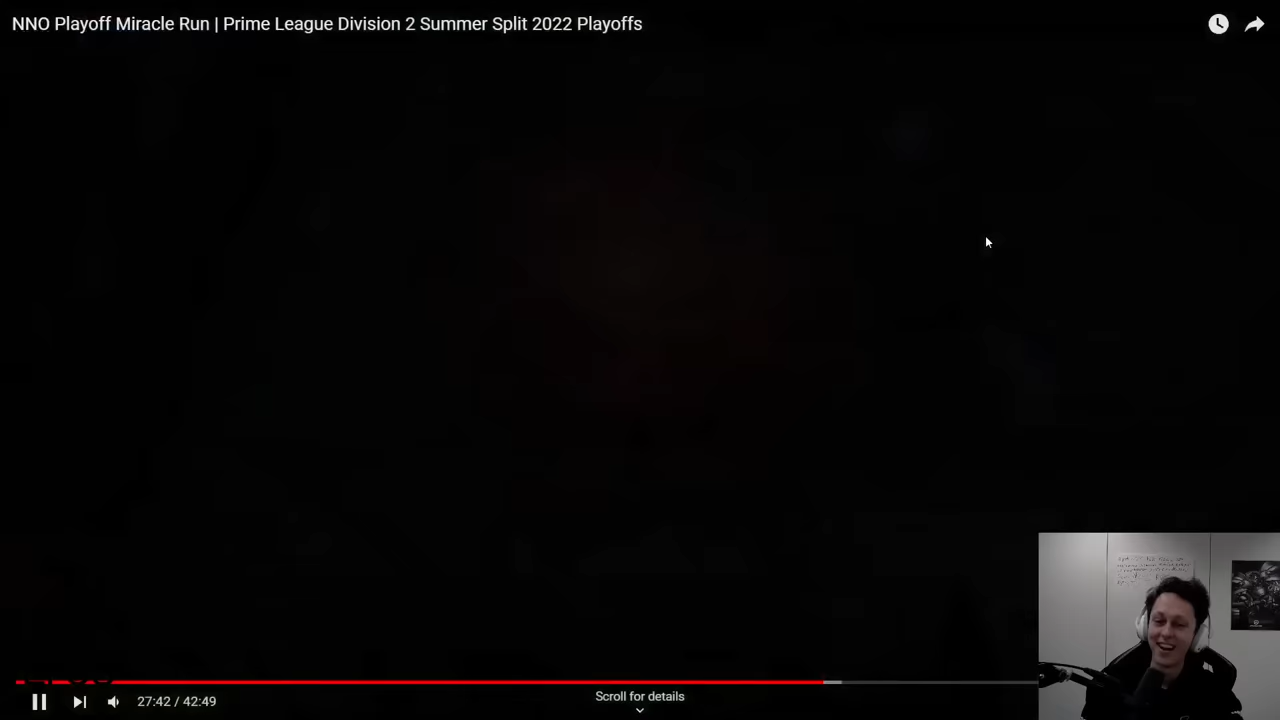 NNO Playoff Miracle Run | Prime League Division 2 Summer Split 2022 Playoffs
27:42 / 42:49
Scroll for details